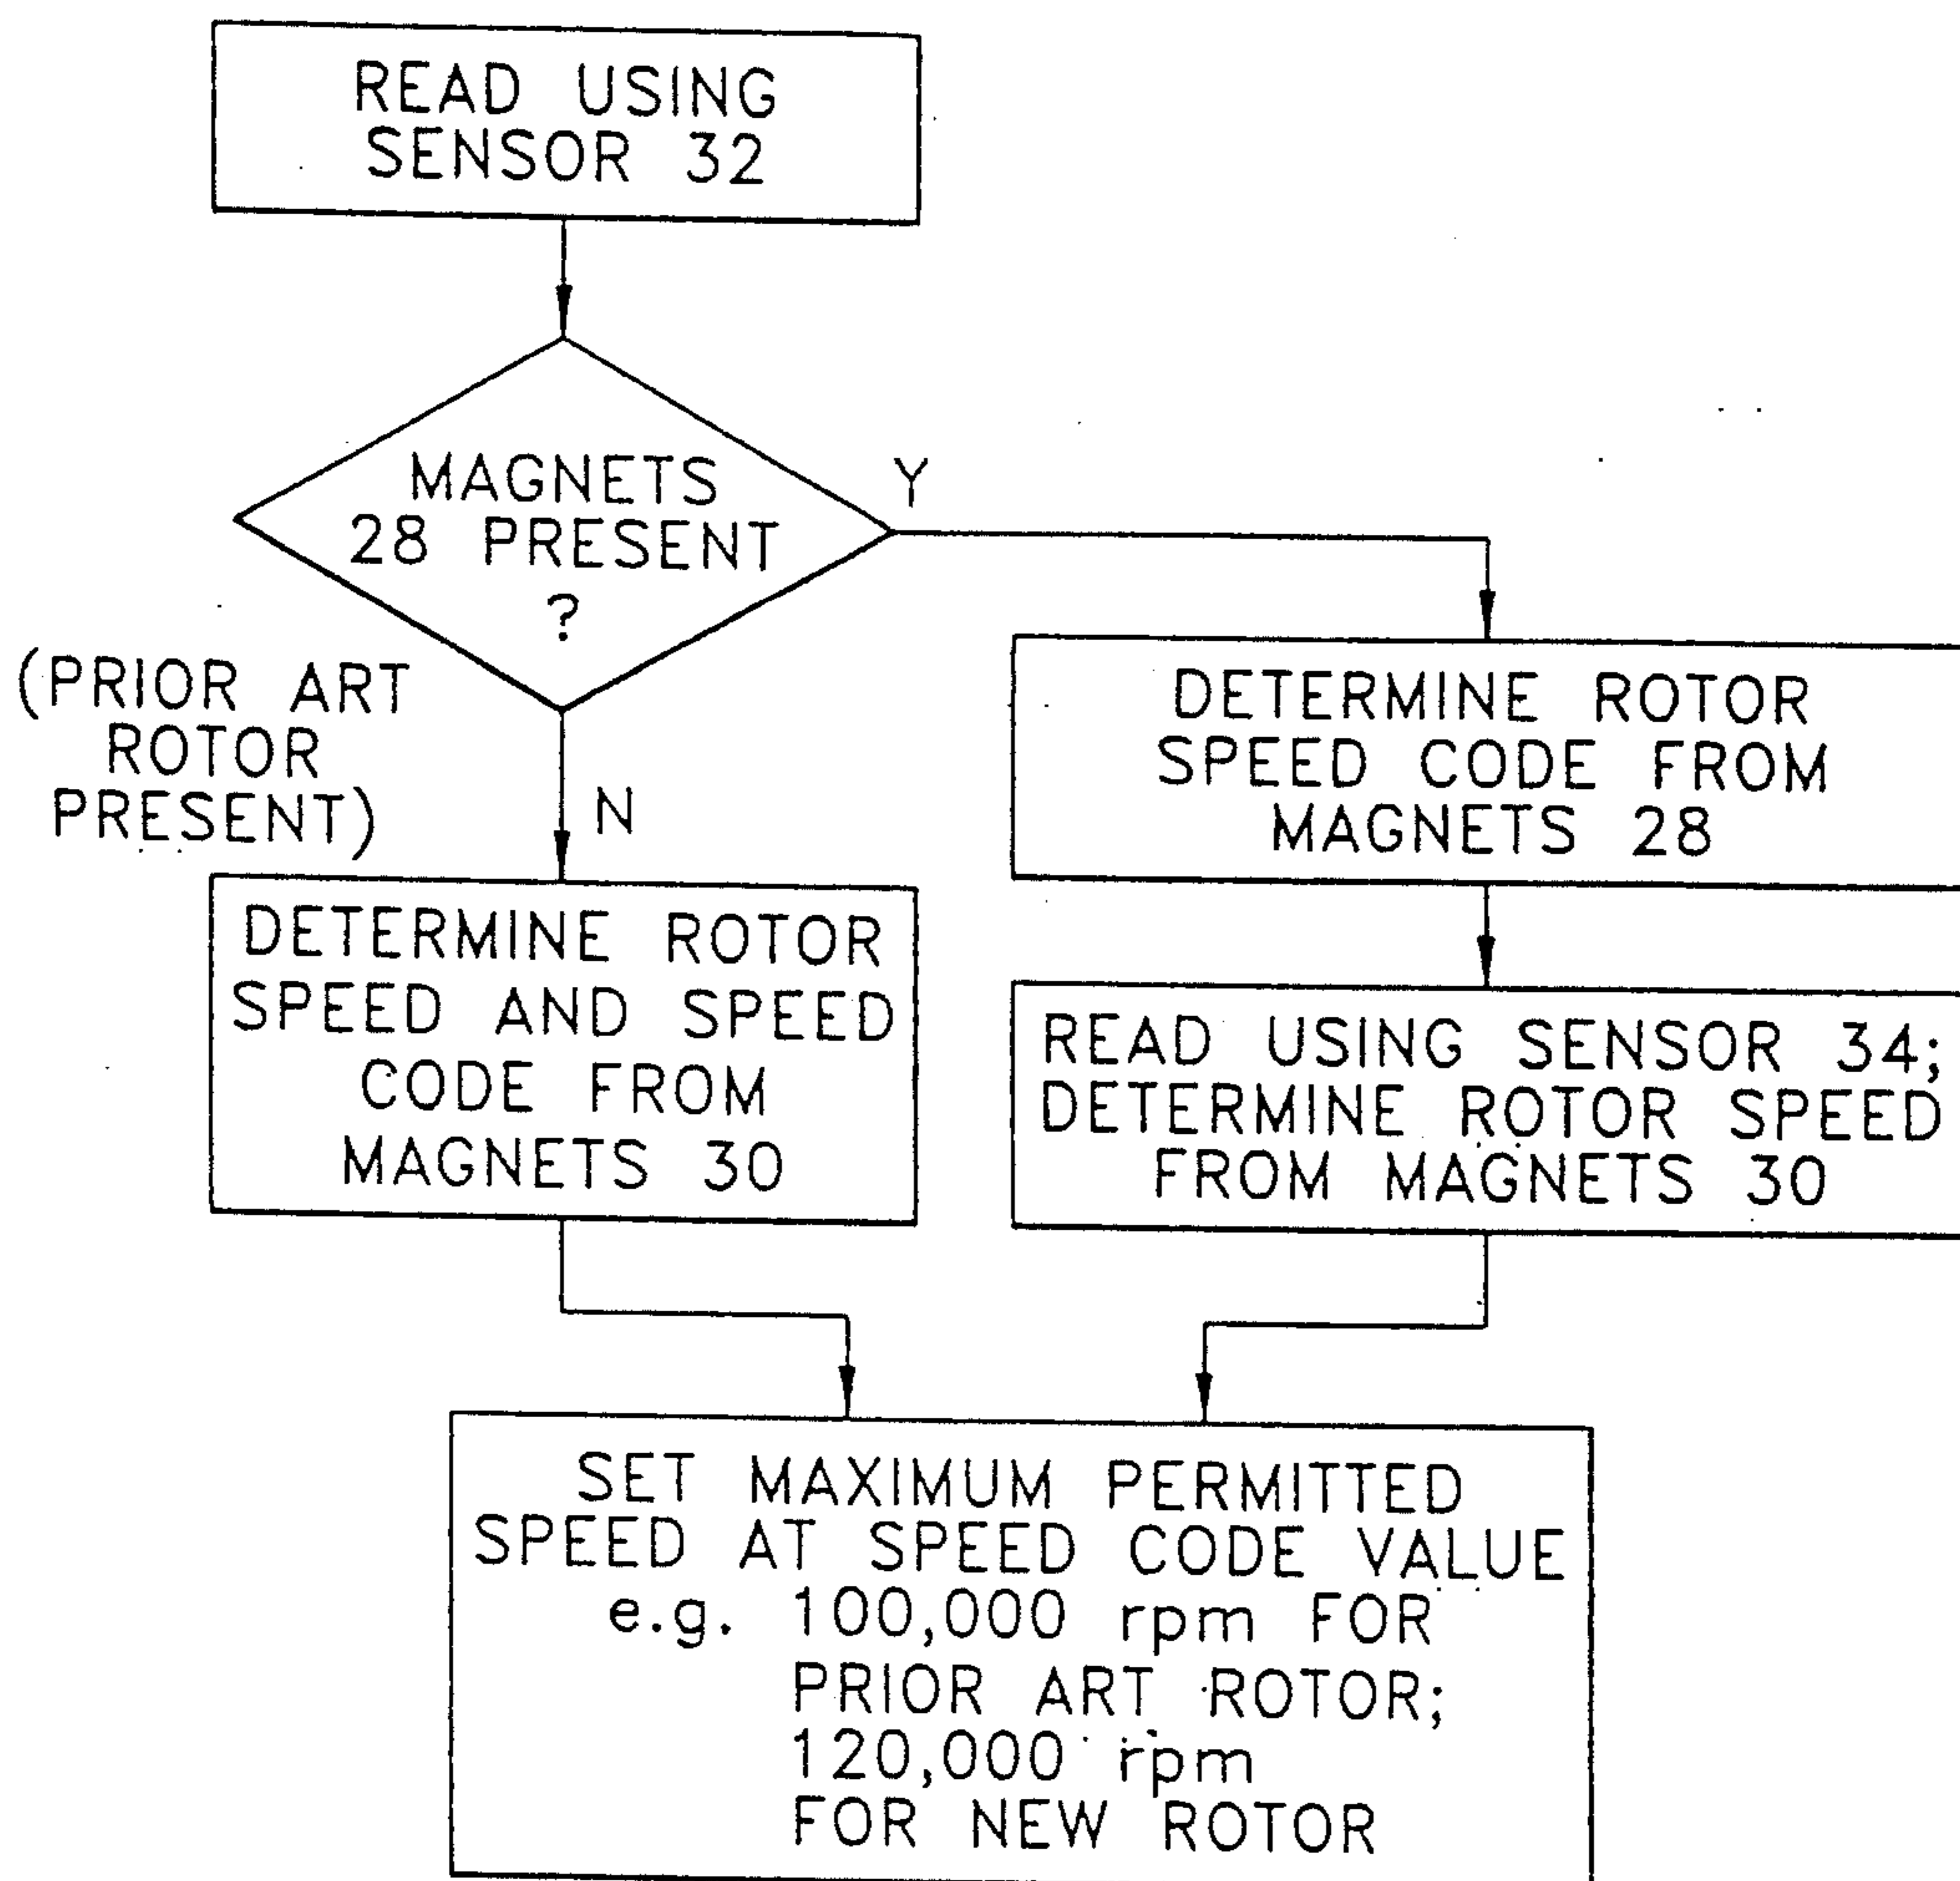 READ USING
SENSOR 32
MAGNETS
28 PRESENT
?
Y
(PRIOR ART
ROTOR
PRESENT)
N
DETERMINE ROTOR
SPEED AND SPEED
CODE FROM
MAGNETS 30
DETERMINE ROTOR
SPEED CODE FROM
MAGNETS 28
READ USING SENSOR 34;
DETERMINE ROTOR SPEED
FROM MAGNETS 30
SET MAXIMUM PERMITTED
SPEED AT SPEED CODE VALUE
e.g. 100,000 rpm FOR
PRIOR ART ROTOR;
120,000 rpm
FOR NEW ROTOR